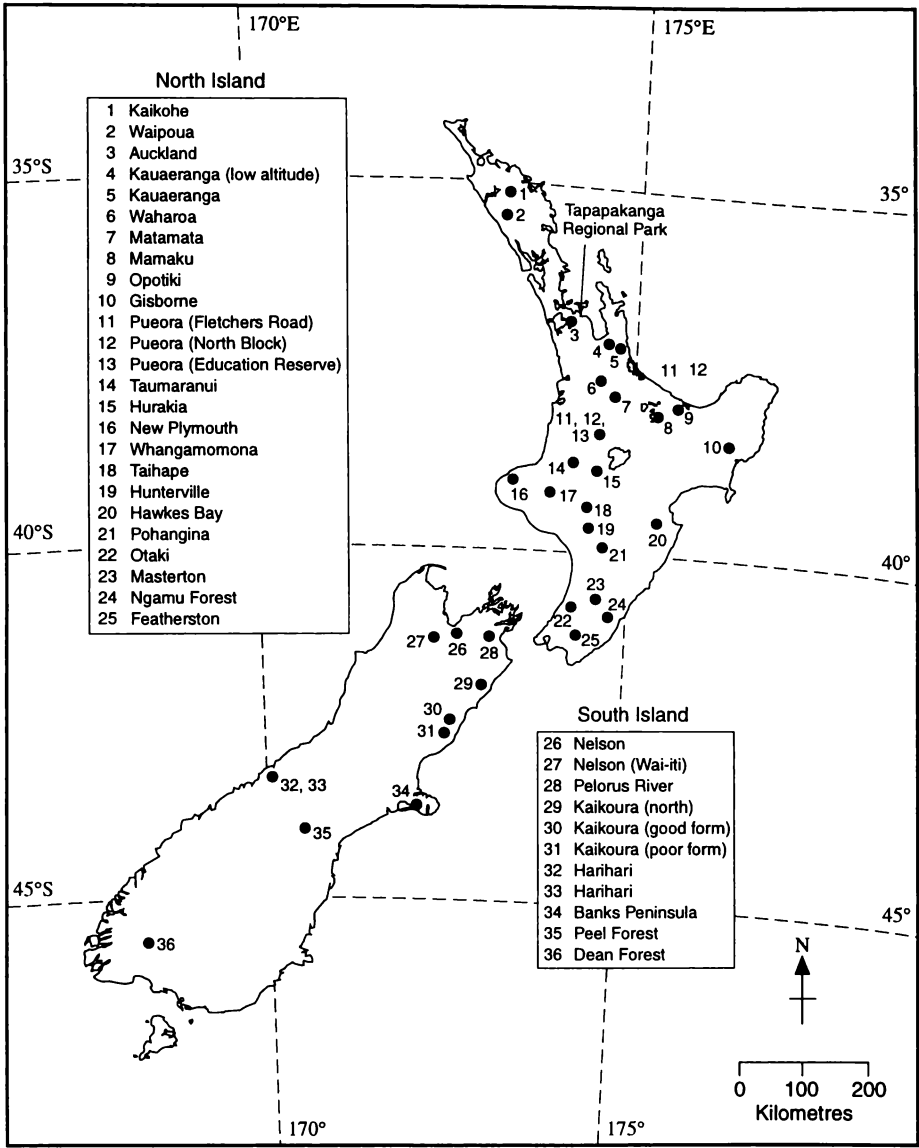 170°E
175°E
North Island
1 Kaikohe
2 Waipoua
3 Auckland
4 Kauaeranga (low altitude)
5 Kauaeranga
6 Waharoa
7 Matamata
8 Mamaku
9 Opotiki
10 Gisborne
11 Pueora (Fletchers Road)
12 Pueora (North Block)
13 Pueora (Education Reserve)
14 Taumaranui
15 Hurakia
16 New Plymouth
17 Whangamomona
18 Taihape
19 Hunterville
20 Hawkes Bay
21 Pohangina
22 Otaki
23 Masterton
24 Ngamu Forest
25 Featherston
35°S
35°
1
2
Tapapakanga
Regional Park
3
4
5
11 12
6
7
8
9
11, 12,
13
10
14
15
16
17
18
19
20
21
40°S
40°
23
22
24
25
27
26
28
29
30
31
32, 33
34
35
36
South Island
26 Nelson
27 Nelson (Wai-iti)
28 Pelorus River
29 Kaikoura (north)
30 Kaikoura (good form)
31 Kaikoura (poor form)
32 Harihari
33 Harihari
34 Banks Peninsula
35 Peel Forest
36 Dean Forest
45°S
45°
N
0 100 200
Kilometres
170°
175°